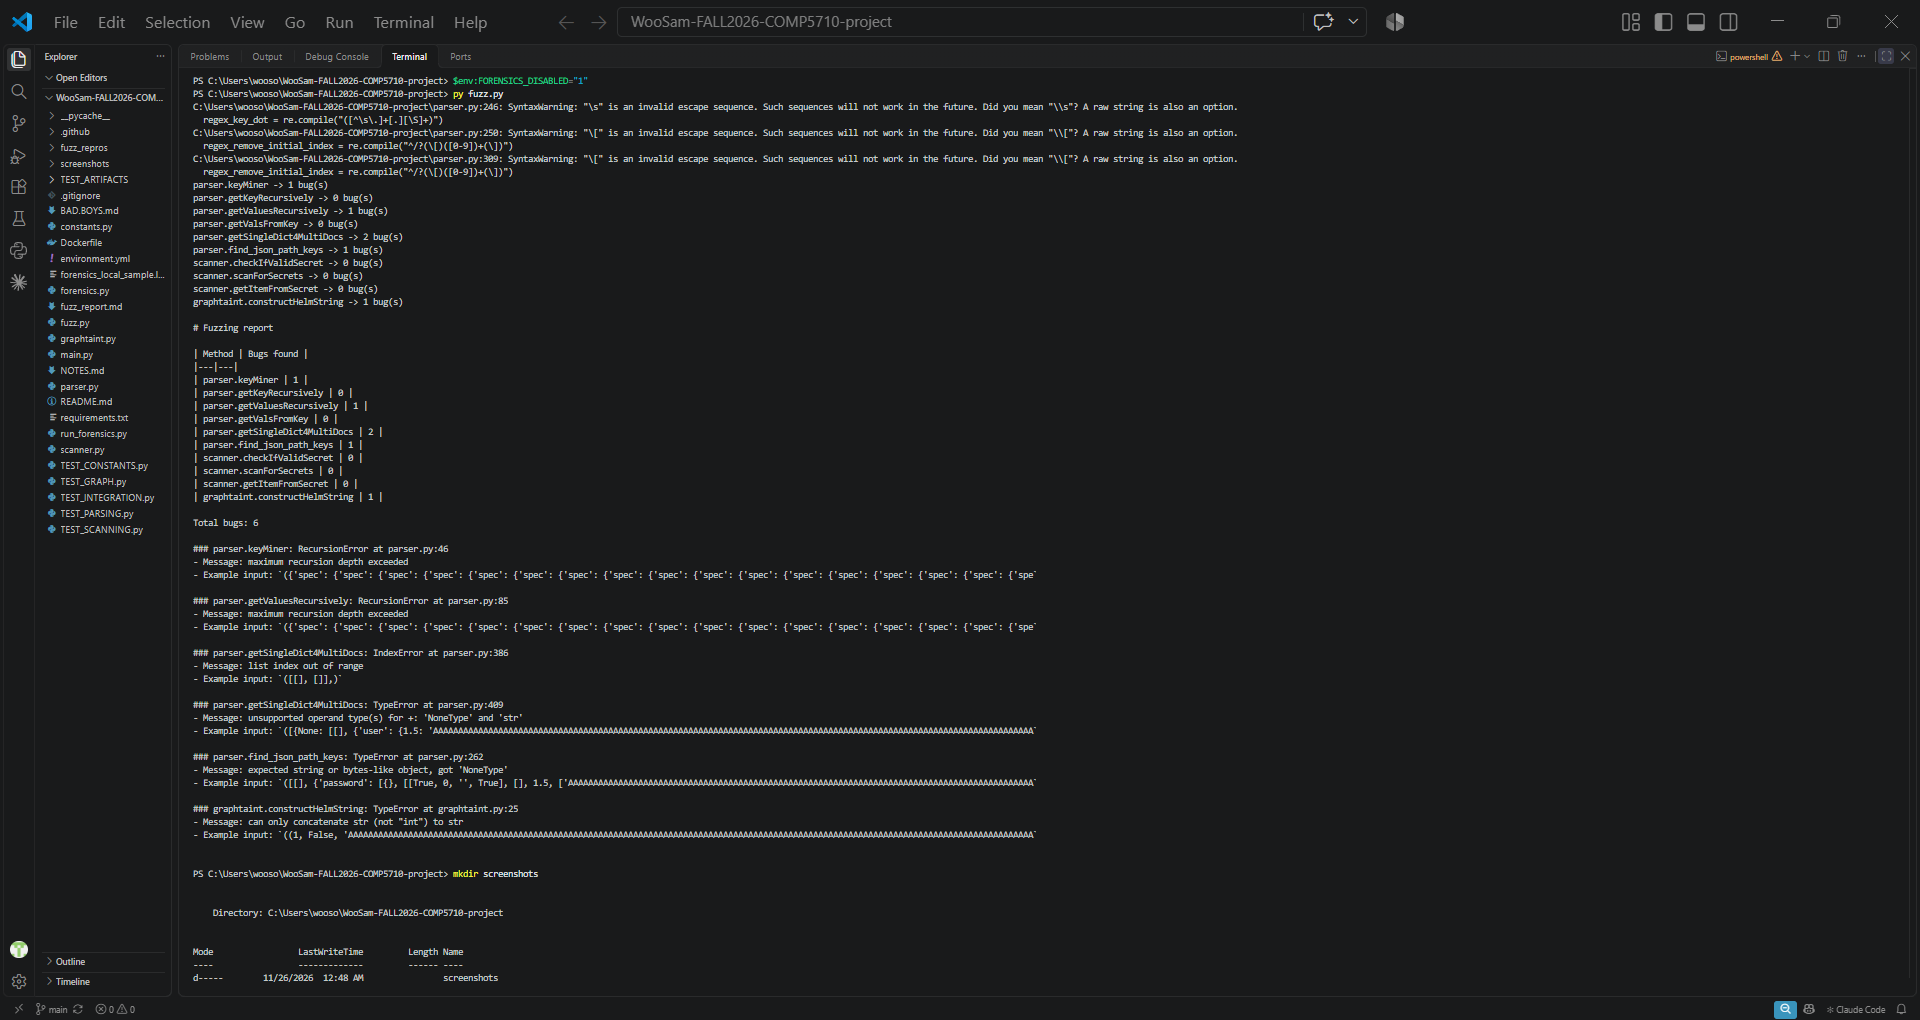 File Edit Selection View Go Run Terminal Help
WooSam-FALL2026-COMP5710-project
Explorer
Open Editors
WooSam-FALL2026-COM...
__pycache__
.github
fuzz_repros
screenshots
TEST_ARTIFACTS
.gitignore
BAD.BOYS.md
constants.py
Dockerfile
environment.yml
forensics_local_sample.l...
forensics.py
fuzz_report.md
fuzz.py
graphtaint.py
main.py
NOTES.md
parser.py
README.md
requirements.txt
run_forensics.py
scanner.py
TEST_CONSTANTS.py
TEST_GRAPH.py
TEST_INTEGRATION.py
TEST_PARSING.py
TEST_SCANNING.py
Outline
Timeline
Problems Output Debug Console Terminal Ports
powershell
PS C:\Users\wooso\WooSam-FALL2026-COMP5710-project> $env:FORENSICS_DISABLED="1"
PS C:\Users\wooso\WooSam-FALL2026-COMP5710-project> py fuzz.py
C:\Users\wooso\WooSam-FALL2026-COMP5710-project\parser.py:246: SyntaxWarning: "\s" is an invalid escape sequence. Such sequences will not work in the future. Did you mean "\\s"? A raw string is also an option.
regex_key_dot = re.compile("([^\s\.]+[.][\S]+)")
C:\Users\wooso\WooSam-FALL2026-COMP5710-project\parser.py:250: SyntaxWarning: "\[" is an invalid escape sequence. Such sequences will not work in the future. Did you mean "\\["? A raw string is also an option.
regex_remove_initial_index = re.compile("^/?(\[)([0-9])+(\])")
C:\Users\wooso\WooSam-FALL2026-COMP5710-project\parser.py:309: SyntaxWarning: "\[" is an invalid escape sequence. Such sequences will not work in the future. Did you mean "\\["? A raw string is also an option.
regex_remove_initial_index = re.compile("^/?(\[)([0-9])+(\])")
parser.keyMiner -> 1 bug(s)
parser.getKeyRecursively -> 0 bug(s)
parser.getValuesRecursively -> 1 bug(s)
parser.getValsFromKey -> 0 bug(s)
parser.getSingleDict4MultiDocs -> 2 bug(s)
parser.find_json_path_keys -> 1 bug(s)
scanner.checkIfValidSecret -> 0 bug(s)
scanner.scanForSecrets -> 0 bug(s)
scanner.getItemFromSecret -> 0 bug(s)
graphtaint.constructHelmString -> 1 bug(s)
# Fuzzing report
| Method | Bugs found |
|---|---|
| parser.keyMiner | 1 |
| parser.getKeyRecursively | 0 |
| parser.getValuesRecursively | 1 |
| parser.getValsFromKey | 0 |
| parser.getSingleDict4MultiDocs | 2 |
| parser.find_json_path_keys | 1 |
| scanner.checkIfValidSecret | 0 |
| scanner.scanForSecrets | 0 |
| scanner.getItemFromSecret | 0 |
| graphtaint.constructHelmString | 1 |
Total bugs: 6
### parser.keyMiner: RecursionError at parser.py:46
- Message: maximum recursion depth exceeded
- Example input: `({'spec': {'spec': {'spec': {'spec': {'spec': {'spec': {'spec': {'spec': {'spec': {'spec': {'spec': {'spec': {'spec': {'spec': {'spec': {'spec': {'spe`
### parser.getValuesRecursively: RecursionError at parser.py:85
- Message: maximum recursion depth exceeded
- Example input: `({'spec': {'spec': {'spec': {'spec': {'spec': {'spec': {'spec': {'spec': {'spec': {'spec': {'spec': {'spec': {'spec': {'spec': {'spec': {'spec': {'spe`
### parser.getSingleDict4MultiDocs: IndexError at parser.py:386
- Message: list index out of range
- Example input: `([[], []],)`
### parser.getSingleDict4MultiDocs: TypeError at parser.py:409
- Message: unsupported operand type(s) for +: 'NoneType' and 'str'
- Example input: `([{None: [[], {'user': {1.5: 'AAAAAAAAAAAAAAAAAAAAAAAAAAAAAAAAAAAAAAAAAAAAAAAAAAAAAAAAAAAAAAAAAAAAAAAAAAAAAAAAAAAAAAAAAAAAAAAAAAAAAAAAAAAAAAAAAAAAAAAA`
### parser.find_json_path_keys: TypeError at parser.py:262
- Message: expected string or bytes-like object, got 'NoneType'
- Example input: `([[], {'password': [{}, [[True, 0, '', True], [], 1.5, ['AAAAAAAAAAAAAAAAAAAAAAAAAAAAAAAAAAAAAAAAAAAAAAAAAAAAAAAAAAAAAAAAAAAAAAAAAAAAAAAAAAAAAAAAAAAAA`
### graphtaint.constructHelmString: TypeError at graphtaint.py:25
- Message: can only concatenate str (not "int") to str
- Example input: `((1, False, 'AAAAAAAAAAAAAAAAAAAAAAAAAAAAAAAAAAAAAAAAAAAAAAAAAAAAAAAAAAAAAAAAAAAAAAAAAAAAAAAAAAAAAAAAAAAAAAAAAAAAAAAAAAAAAAAAAAAAAAAAAAAAAAAAAAAAAAAAA`
PS C:\Users\wooso\WooSam-FALL2026-COMP5710-project> mkdir screenshots
Directory: C:\Users\wooso\WooSam-FALL2026-COMP5710-project
Mode LastWriteTime Length Name
---- ------------- ------ ----
d----- 11/26/2026 12:48 AM screenshots
main 0 0 Claude Code